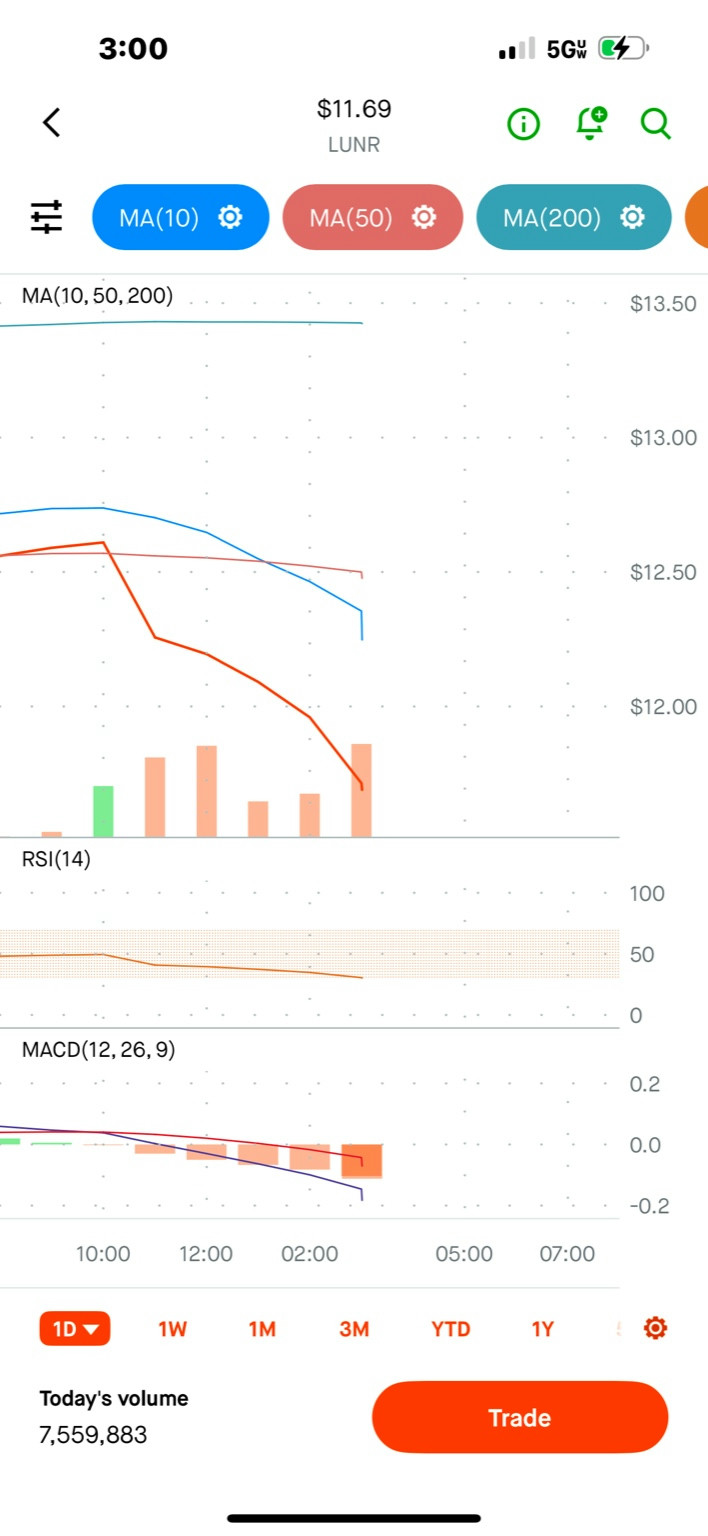 3:00
5GUW
$11.69
LUNR
MA(10)
MA(50)
MA(200)
MA(10, 50, 200)
$13.50
$13.00
$12.50
$12.00
RSI(14)
100
50
0
MACD(12, 26, 9)
0.2
0.0
-0.2
10:00 12:00 02:00 05:00 07:00
1D 1W 1M 3M YTD 1Y
Today's volume
7,559,883
Trade